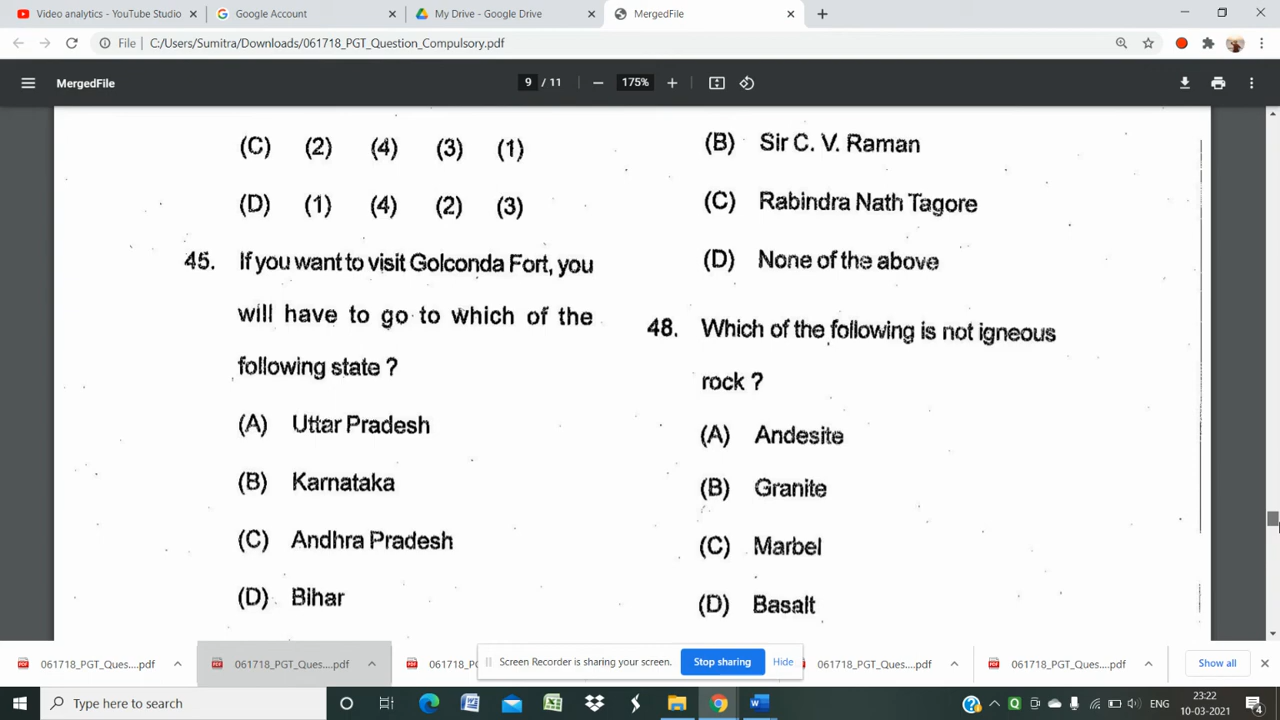 Video analytics - YouTube Studio
Google Account
My Drive - Google Drive
MergedFile
File
C:/Users/Sumitra/Downloads/061718_PGT_Question_Compulsory.pdf
MergedFile
9 / 11
175%
(C) (2) (4) (3) (1)
(D) (1) (4) (2) (3)
45. If you want to visit Golconda Fort, you
will have to go to which of the
following state ?
(A) Uttar Pradesh
(B) Karnataka
(C) Andhra Pradesh
(D) Bihar
(B) Sir C. V. Raman
(C) Rabindra Nath Tagore
(D) None of the above
48. Which of the following is not igneous
rock ?
(A) Andesite
(B) Granite
(C) Marbel
(D) Basalt
061718_PGT_Ques....pdf
061718_PGT_Ques....pdf
061718_PG
Screen Recorder is sharing your screen.
Stop sharing
Hide
061718_PGT_Ques....pdf
061718_PGT_Ques....pdf
Show all
Type here to search
ENG
23:22
10-03-2021
4